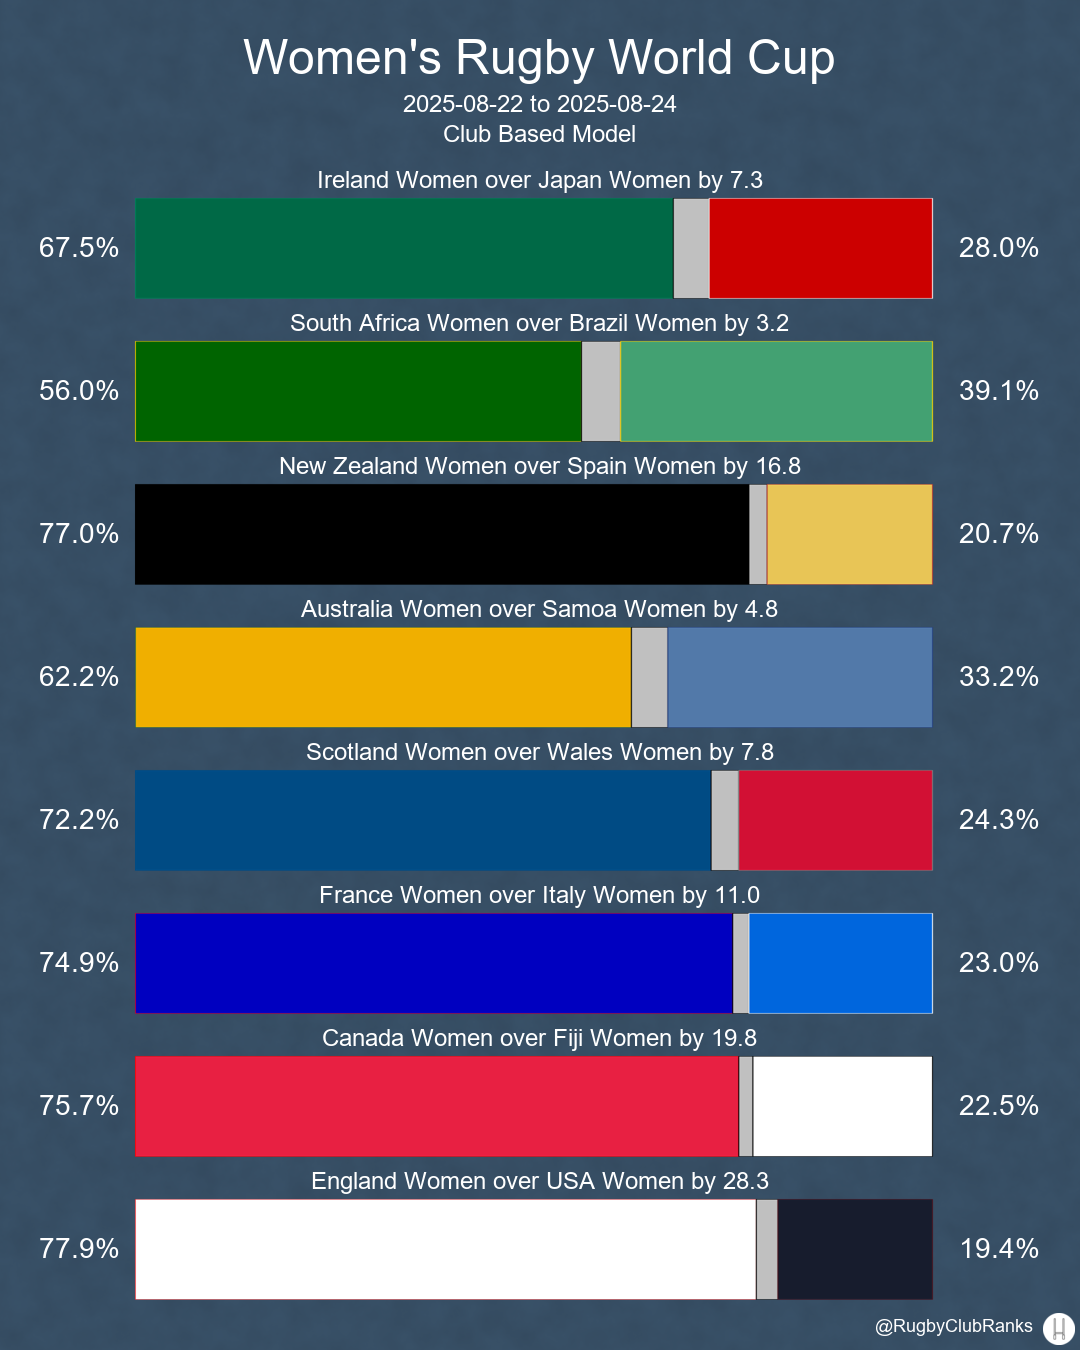 Women's Rugby World Cup
2025-08-22 to 2025-08-24
Club Based Model
Ireland Women over Japan Women by 7.3
67.5%
28.0%
South Africa Women over Brazil Women by 3.2
56.0%
39.1%
New Zealand Women over Spain Women by 16.8
77.0%
20.7%
Australia Women over Samoa Women by 4.8
62.2%
33.2%
Scotland Women over Wales Women by 7.8
72.2%
24.3%
France Women over Italy Women by 11.0
74.9%
23.0%
Canada Women over Fiji Women by 19.8
75.7%
22.5%
England Women over USA Women by 28.3
77.9%
19.4%
@RugbyClubRanks